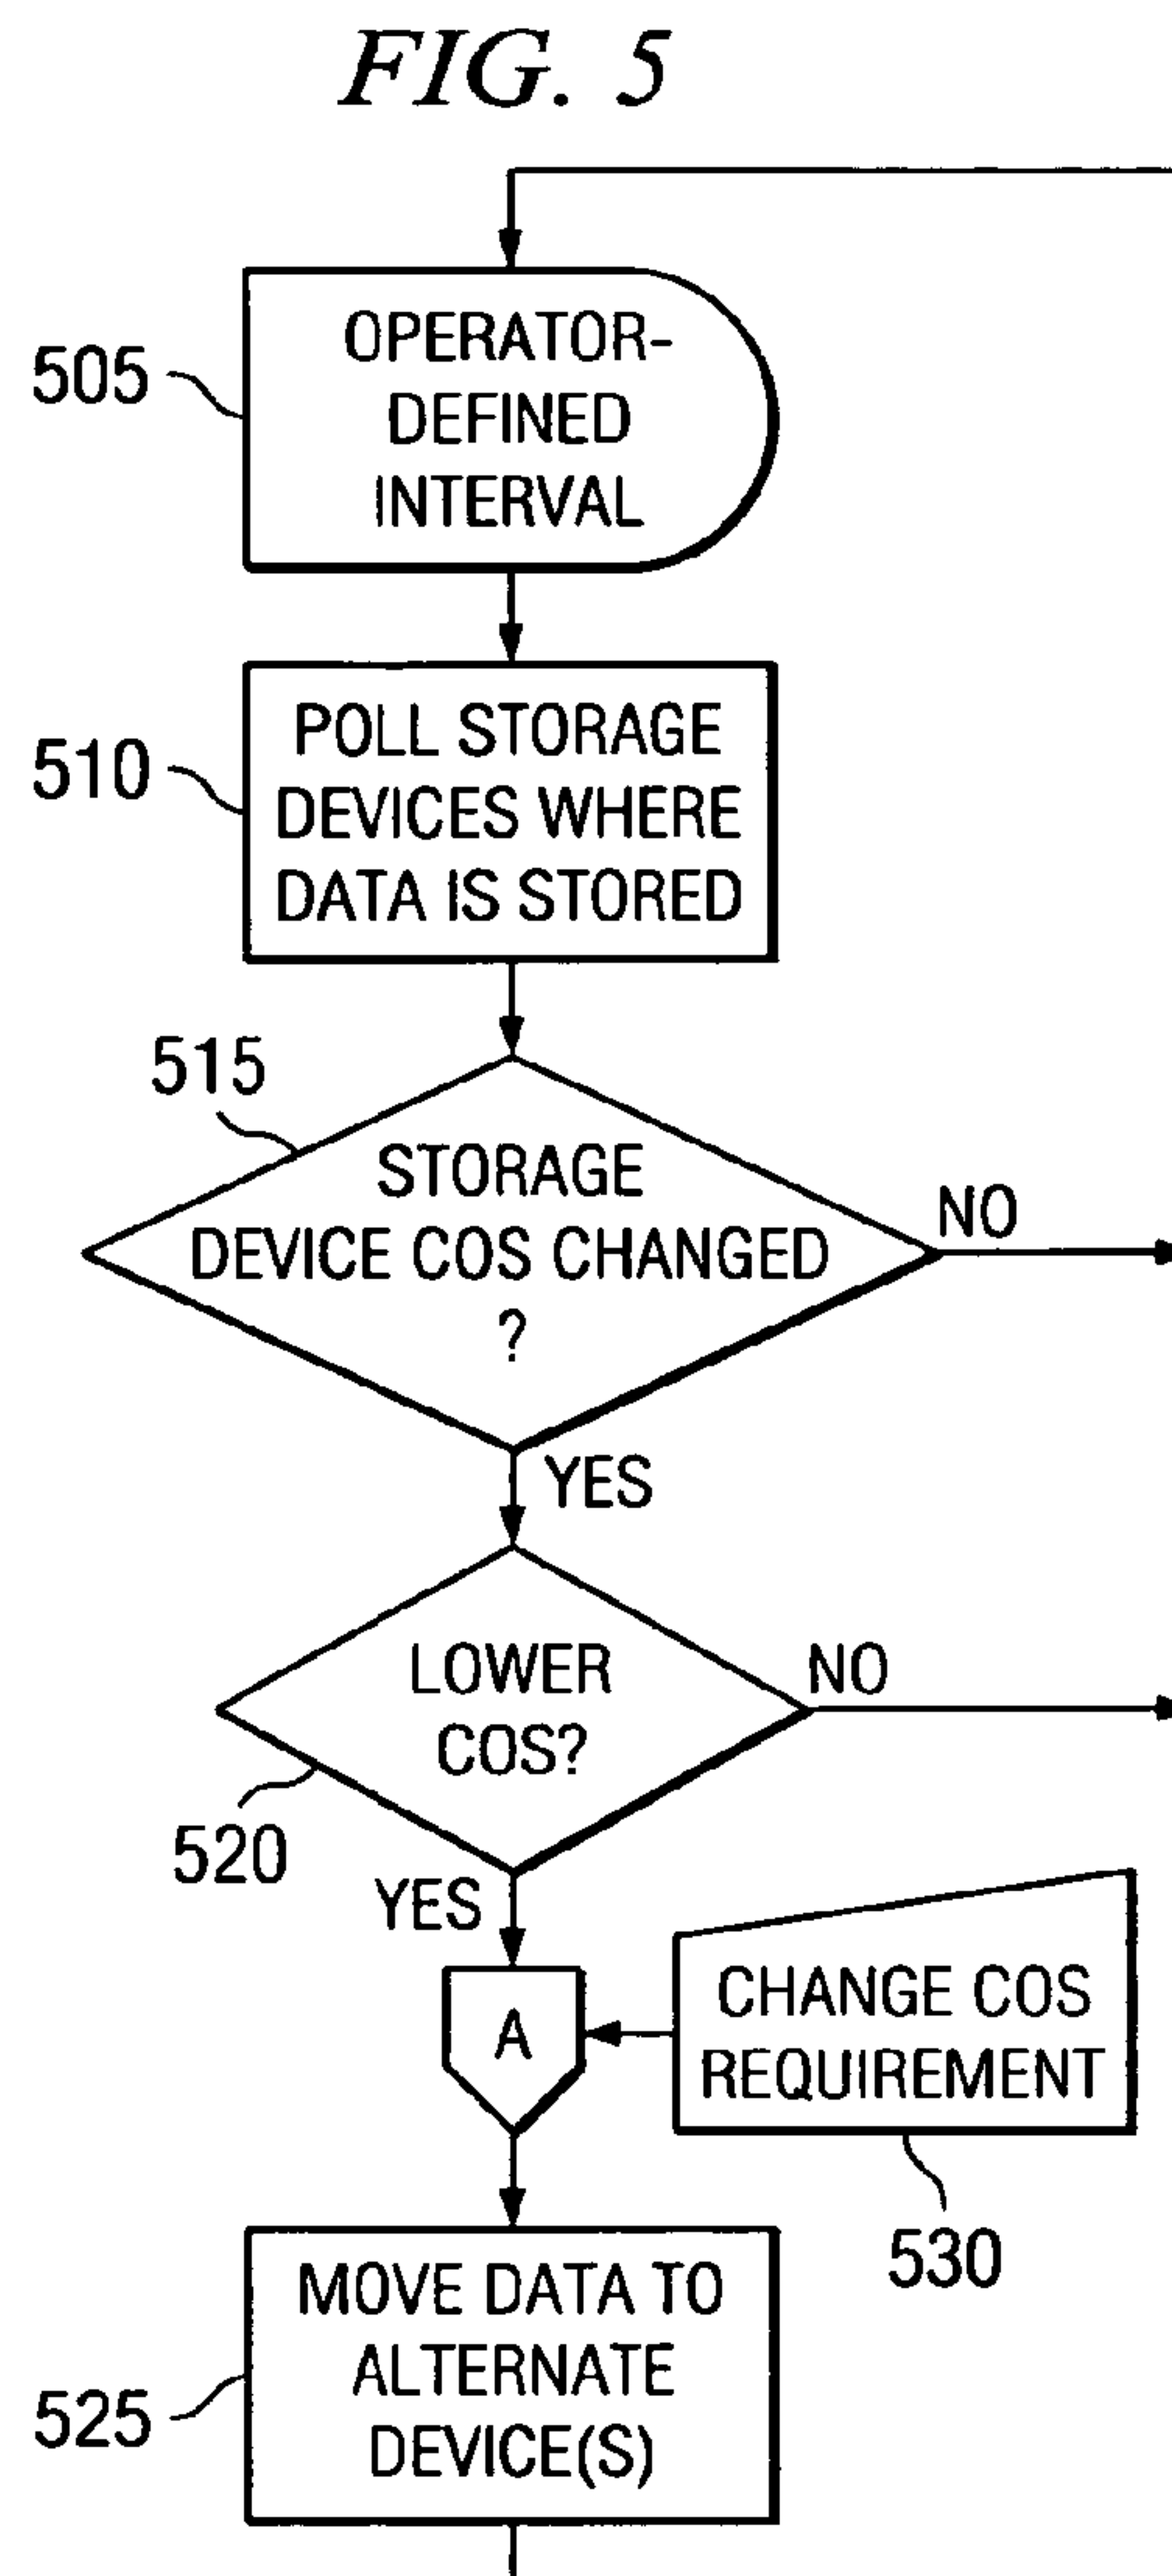 FIG. 5
OPERATOR-
DEFINED
INTERVAL
505
POLL STORAGE
DEVICES WHERE
DATA IS STORED
510
515
STORAGE
DEVICE COS CHANGED
?
NO
YES
LOWER
COS?
NO
520
YES
A
CHANGE COS
REQUIREMENT
530
MOVE DATA TO
ALTERNATE
DEVICE(S)
525